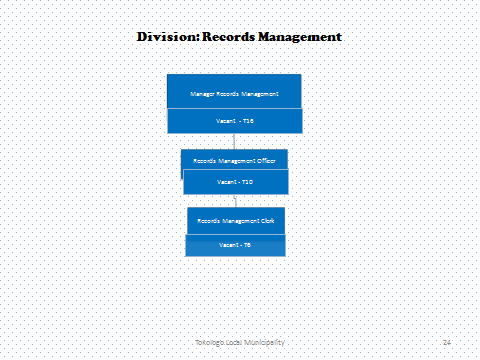 Division: Records Management
Manager Records Management
Vacant - T16
Records Management Officer
Vacant - T10
Records Management Clerk
Vacant - T6
Tokologo Local Municipality
24